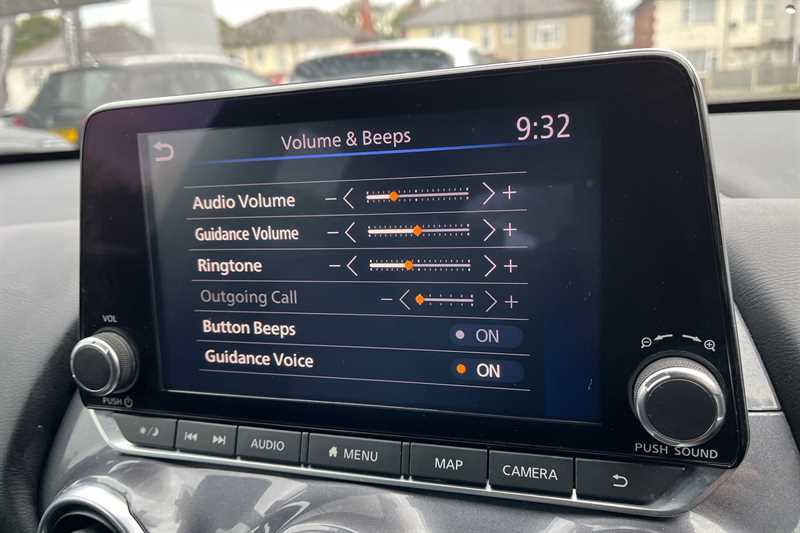 Volume & Beeps 9:32
Audio Volume − +
Guidance Volume − +
Ringtone − +
Outgoing Call − +
Button Beeps ON
Guidance Voice ON
VOL
PUSH
PUSH SOUND
AUDIO MENU MAP CAMERA